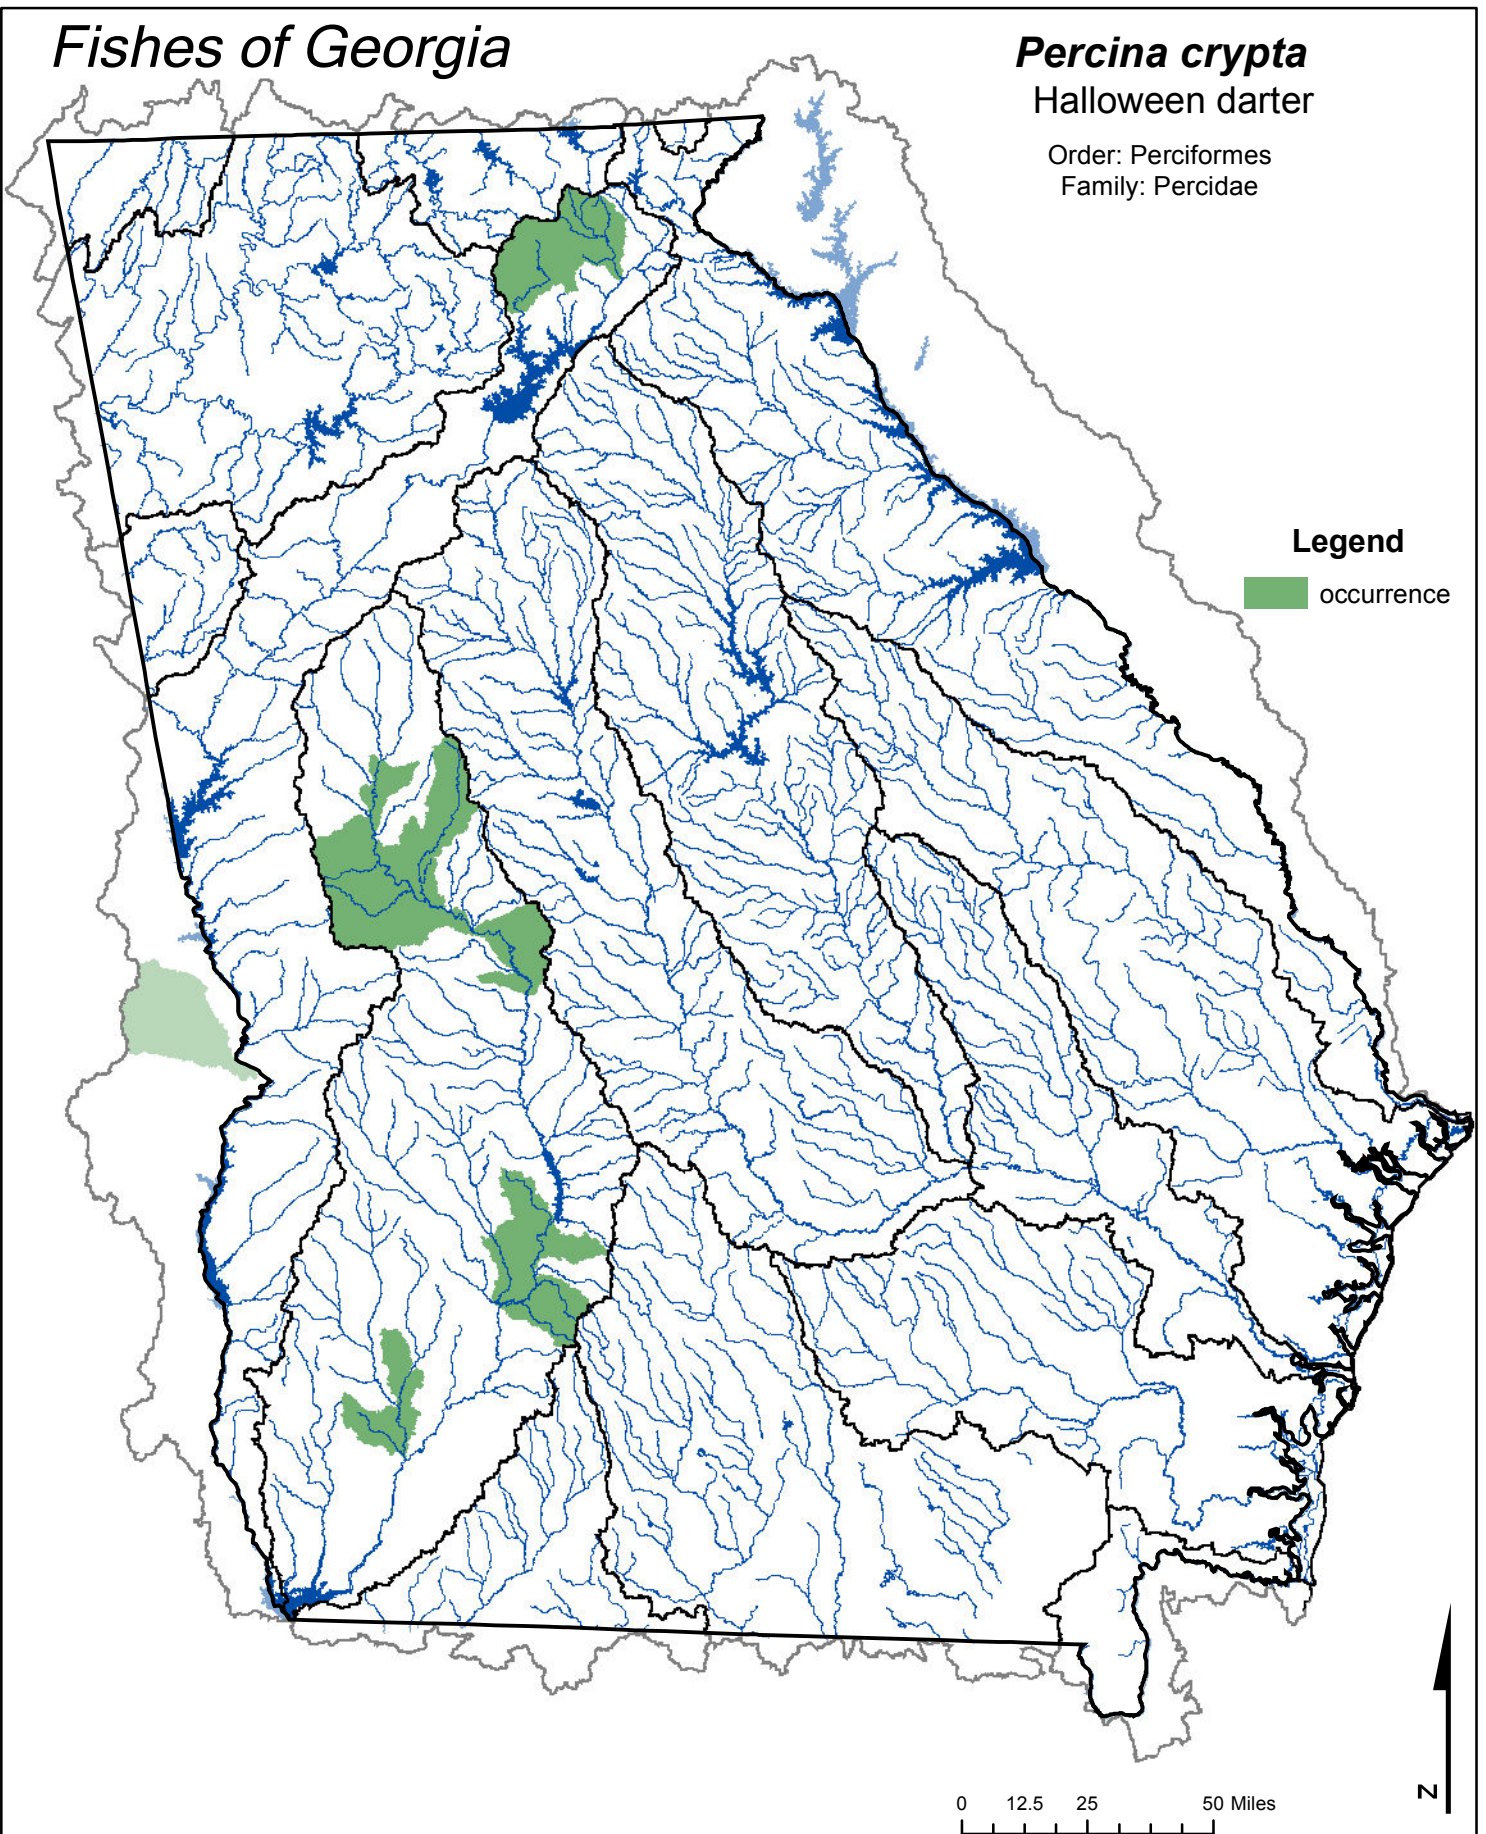 Fishes of Georgia
Percina crypta
Halloween darter
Order: Perciformes
Family: Percidae
Legend
occurrence
N
0 12.5 25 50 Miles